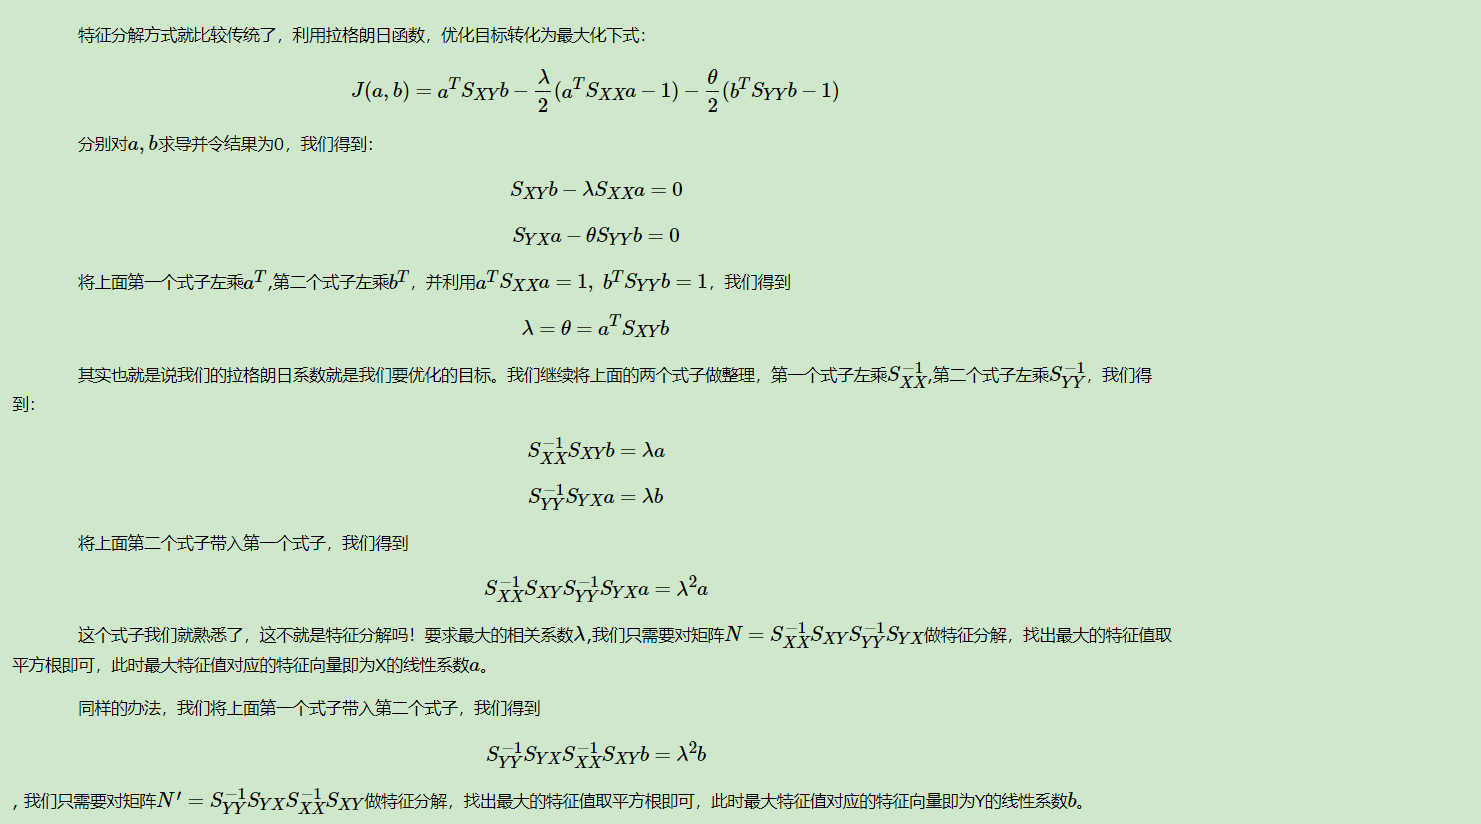 特征分解方式就比较传统了，利用拉格朗日函数，优化目标转化为最大化下式：
$J(a,b) = a^T S_{XY} b - \frac{\lambda}{2}(a^T S_{XX} a - 1) - \frac{\theta}{2}(b^T S_{YY} b - 1)$
分别对$a,b$求导并令结果为0，我们得到：
$S_{XY} b - \lambda S_{XX} a = 0$
$S_{YX} a - \theta S_{YY} b = 0$
将上面第一个式子左乘$a^T$,第二个式子左乘$b^T$，并利用$a^T S_{XX} a = 1, \; b^T S_{YY} b = 1$，我们得到
$\lambda = \theta = a^T S_{XY} b$
其实也就是说我们的拉格朗日系数就是我们要优化的目标。我们继续将上面的两个式子做整理，第一个式子左乘$S_{XX}^{-1}$,第二个式子左乘$S_{YY}^{-1}$，我们得
到：
$S_{XX}^{-1} S_{XY} b = \lambda a$
$S_{YY}^{-1} S_{YX} a = \lambda b$
将上面第二个式子带入第一个式子，我们得到
$S_{XX}^{-1} S_{XY} S_{YY}^{-1} S_{YX} a = \lambda^2 a$
这个式子我们就熟悉了，这不就是特征分解吗！要求最大的相关系数$\lambda$,我们只需要对矩阵$N = S_{XX}^{-1} S_{XY} S_{YY}^{-1} S_{YX}$做特征分解，找出最大的特征值取
平方根即可，此时最大特征值对应的特征向量即为X的线性系数$a$。
同样的办法，我们将上面第一个式子带入第二个式子，我们得到
$S_{YY}^{-1} S_{YX} S_{XX}^{-1} S_{XY} b = \lambda^2 b$
, 我们只需要对矩阵$N' = S_{YY}^{-1} S_{YX} S_{XX}^{-1} S_{XY}$做特征分解，找出最大的特征值取平方根即可，此时最大特征值对应的特征向量即为Y的线性系数$b$。